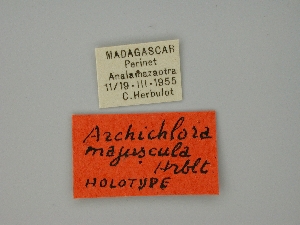 MADAGASCAR
Perinet
Analamazaotra
11/19-III-1955
C. Herbulot
Archichlora
majuscula
Hrblt
HOLOTYPE